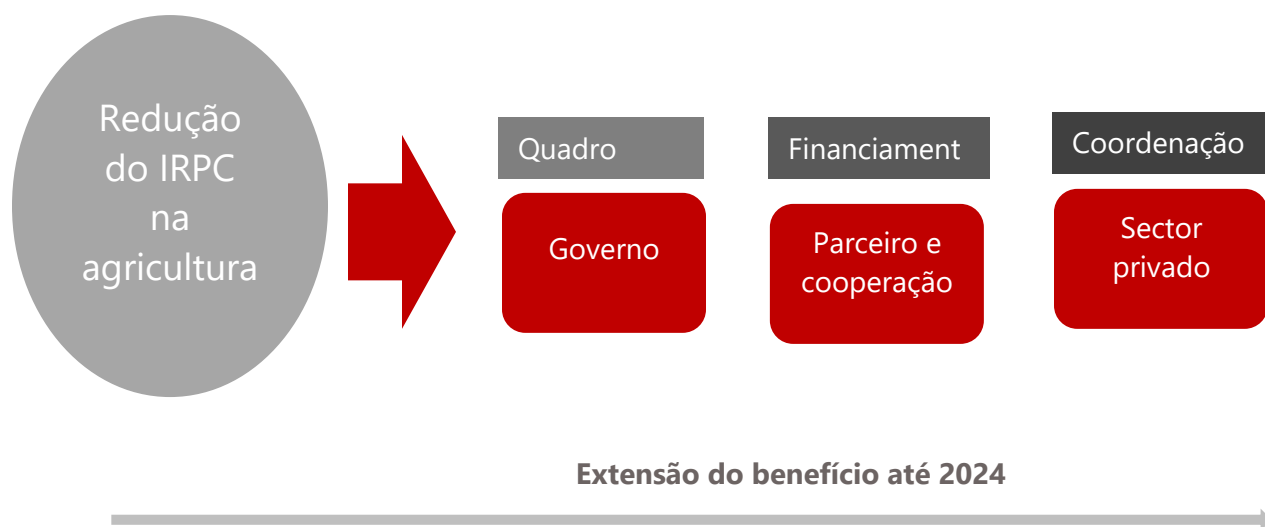 Redução
do IRPC
na
agricultura
Quadro
Governo
Financiament
Parceiro e
cooperação
Coordenação
Sector
privado
Extensão do benefício até 2024